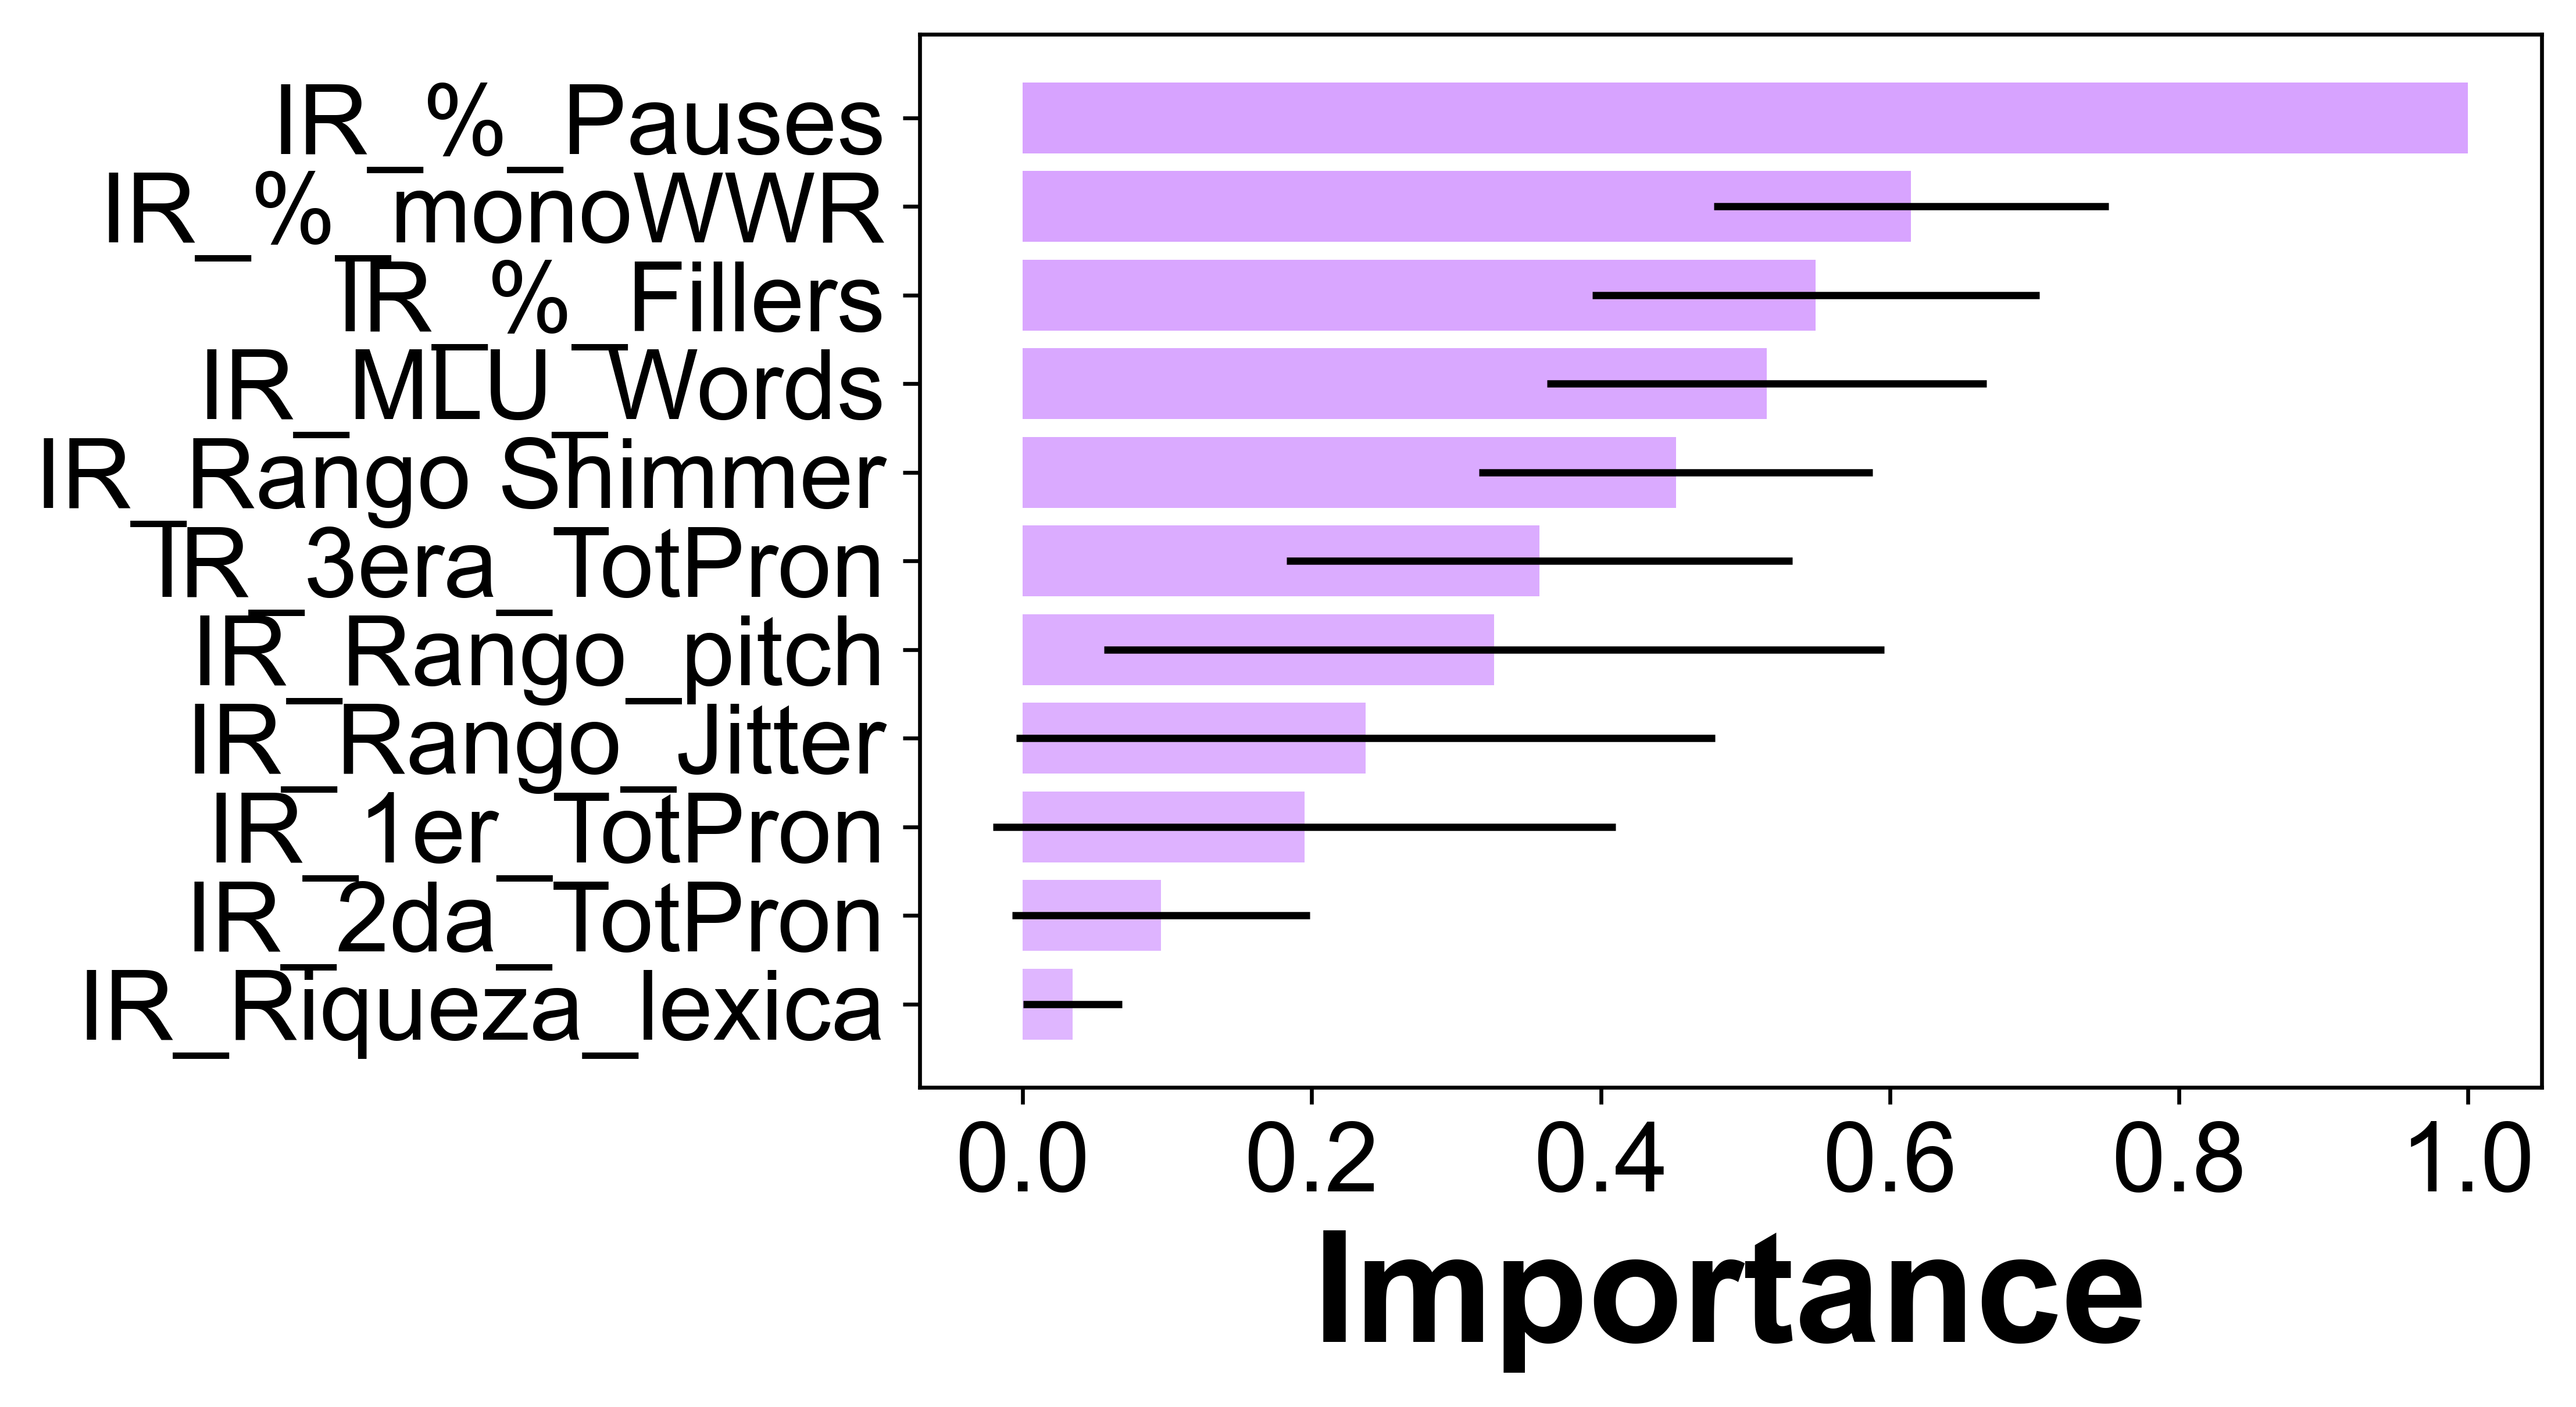 IR_%_Pauses
IR_%_monoWWR
IR_%_Fillers
IR_MLU_Words
IR_Rango Shimmer
IR_3era_TotPron
IR_Rango_pitch
IR_Rango_Jitter
IR_1er_TotPron
IR_2da_TotPron
IR_Riqueza_lexica
0.0 0.2 0.4 0.6 0.8 1.0
Importance